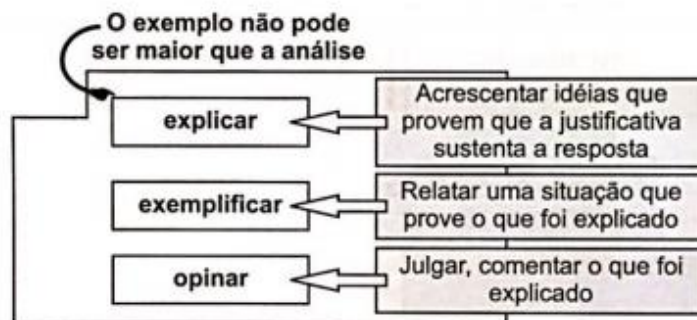 O exemplo não pode
ser maior que a análise
explicar
Acrescentar idéias que
provem que a justificativa
sustenta a resposta
exemplificar
Relatar uma situação que
prove o que foi explicado
opinar
Julgar, comentar o que foi
explicado